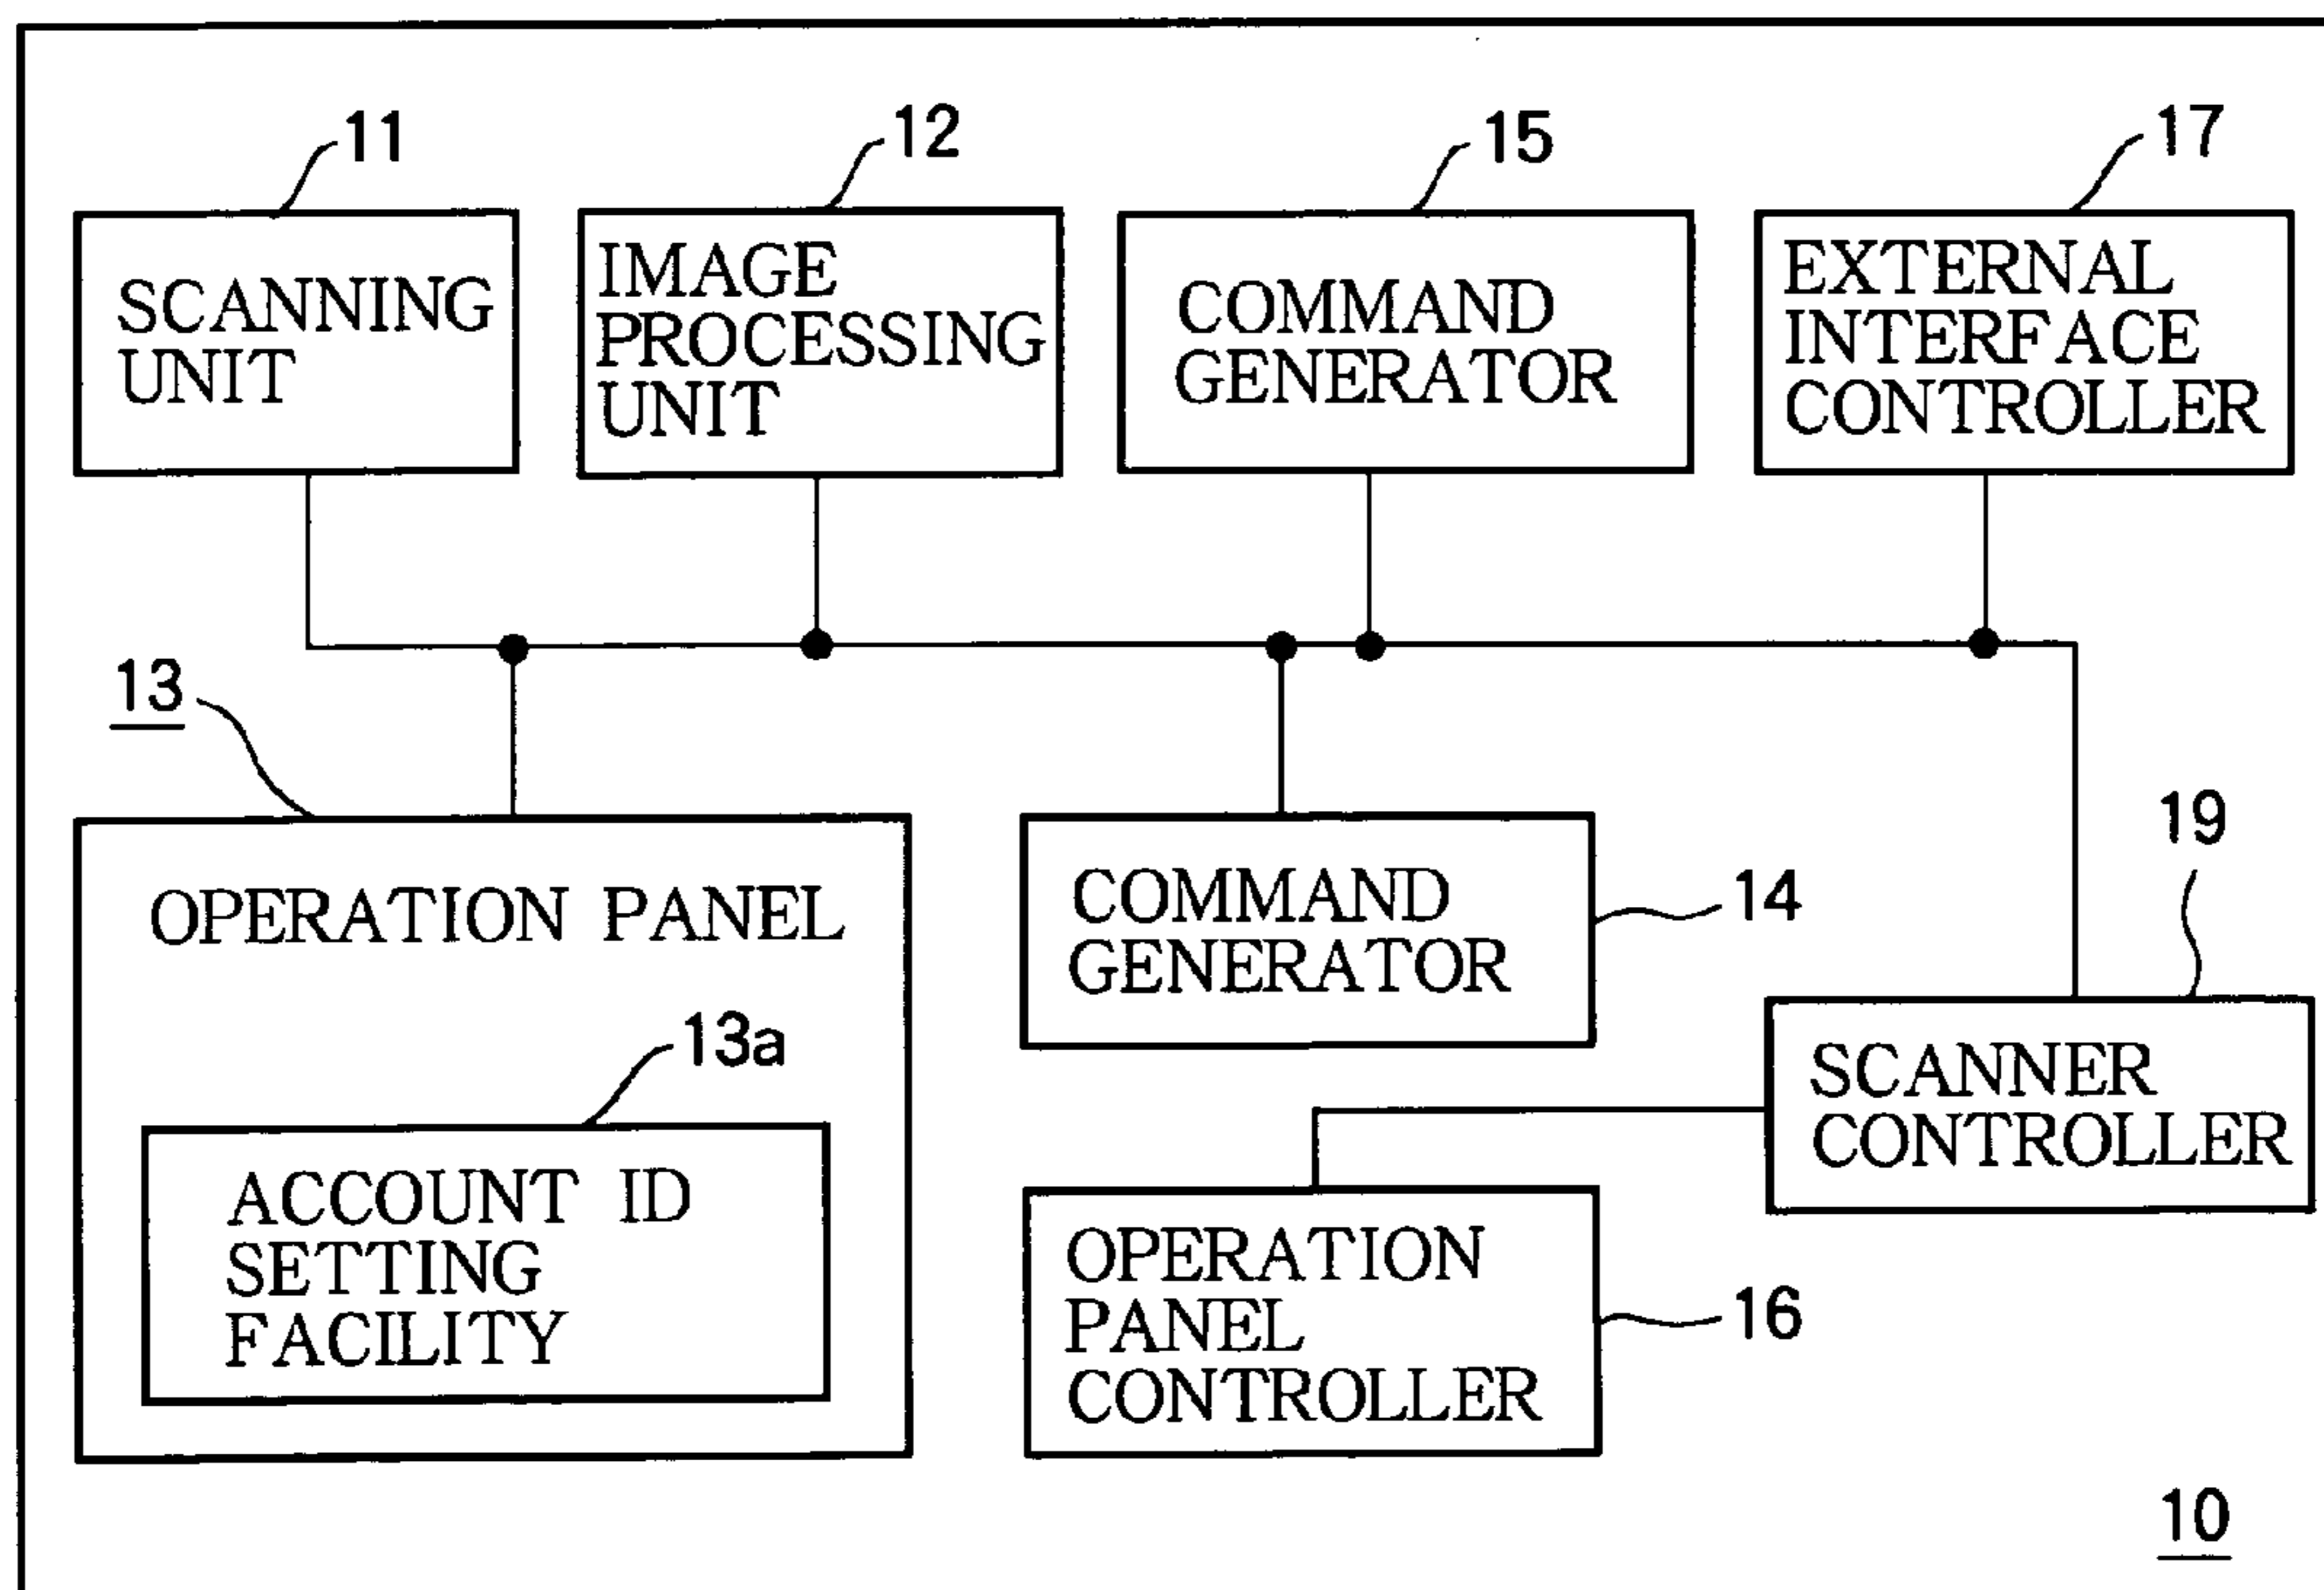 11
12
15
17
SCANNING
UNIT
IMAGE
PROCESSING
UNIT
COMMAND
GENERATOR
EXTERNAL
INTERFACE
CONTROLLER
13
OPERATION PANEL
13a
ACCOUNT ID
SETTING
FACILITY
COMMAND
GENERATOR
14
19
SCANNER
CONTROLLER
OPERATION
PANEL
CONTROLLER
16
10